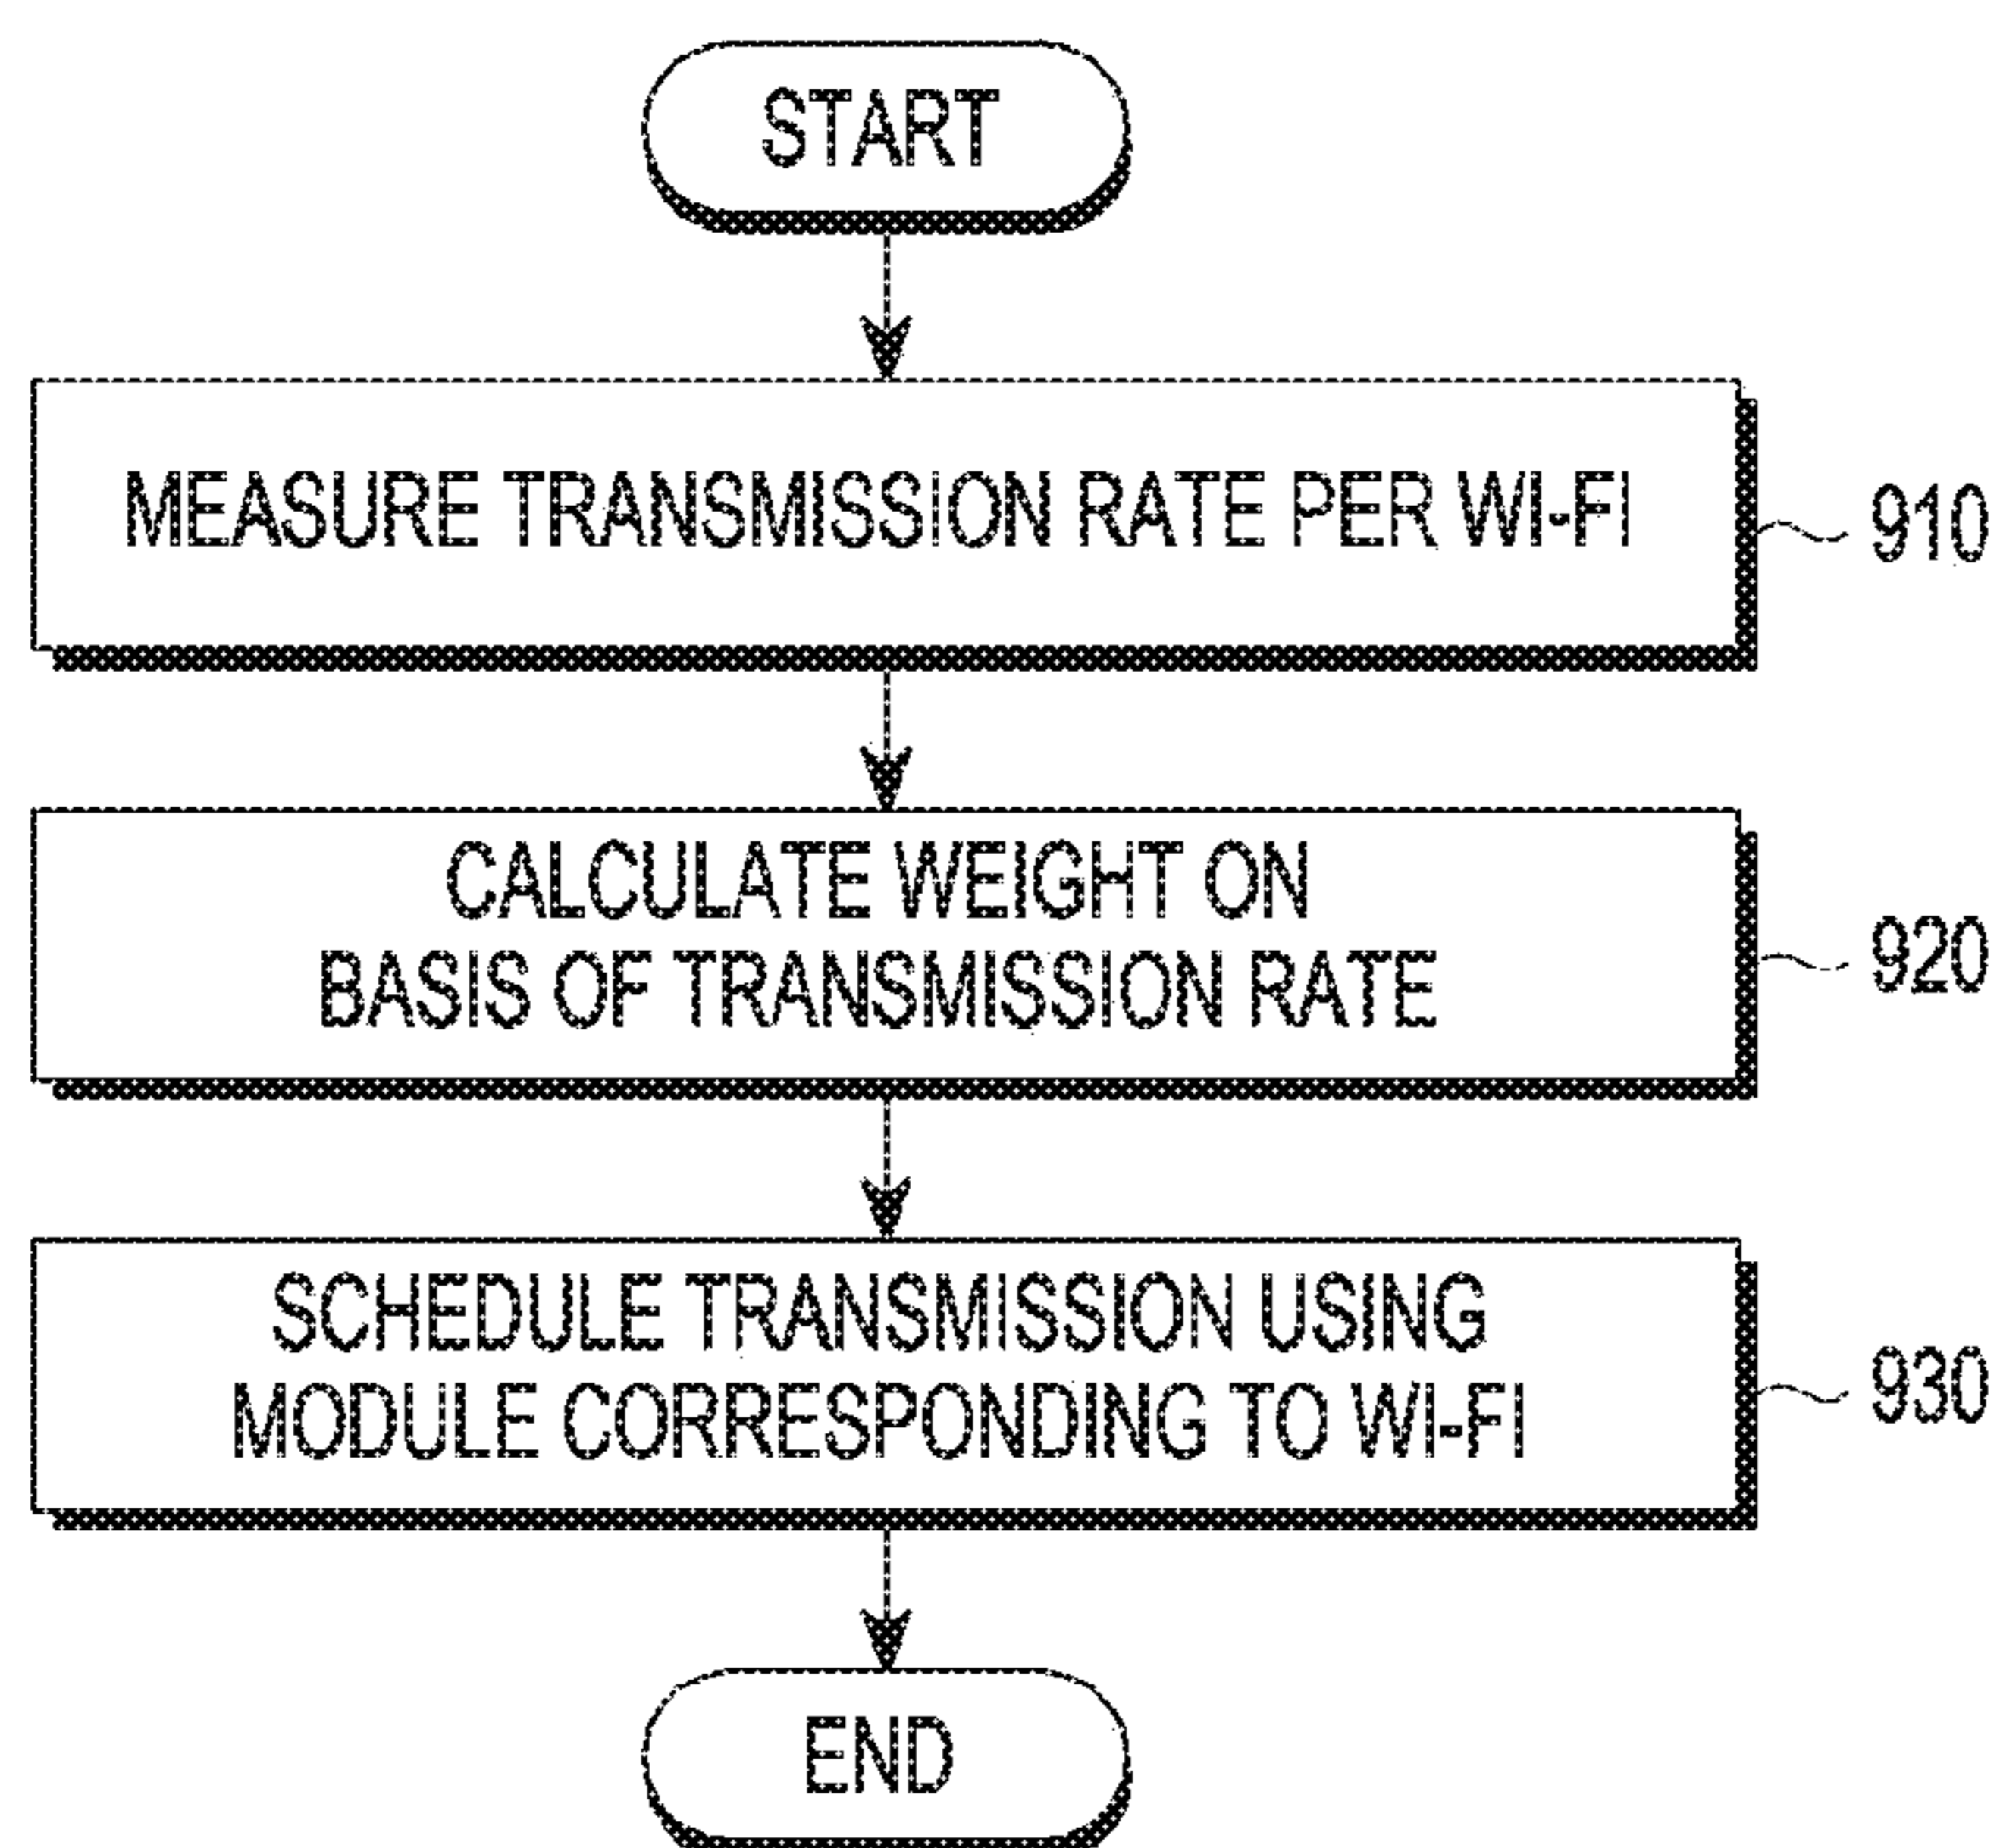 START
MEASURE TRANSMISSION RATE PER WI-FI
910
CALCULATE WEIGHT ON
BASIS OF TRANSMISSION RATE
920
SCHEDULE TRANSMISSION USING
MODULE CORRESPONDING TO WI-FI
930
END